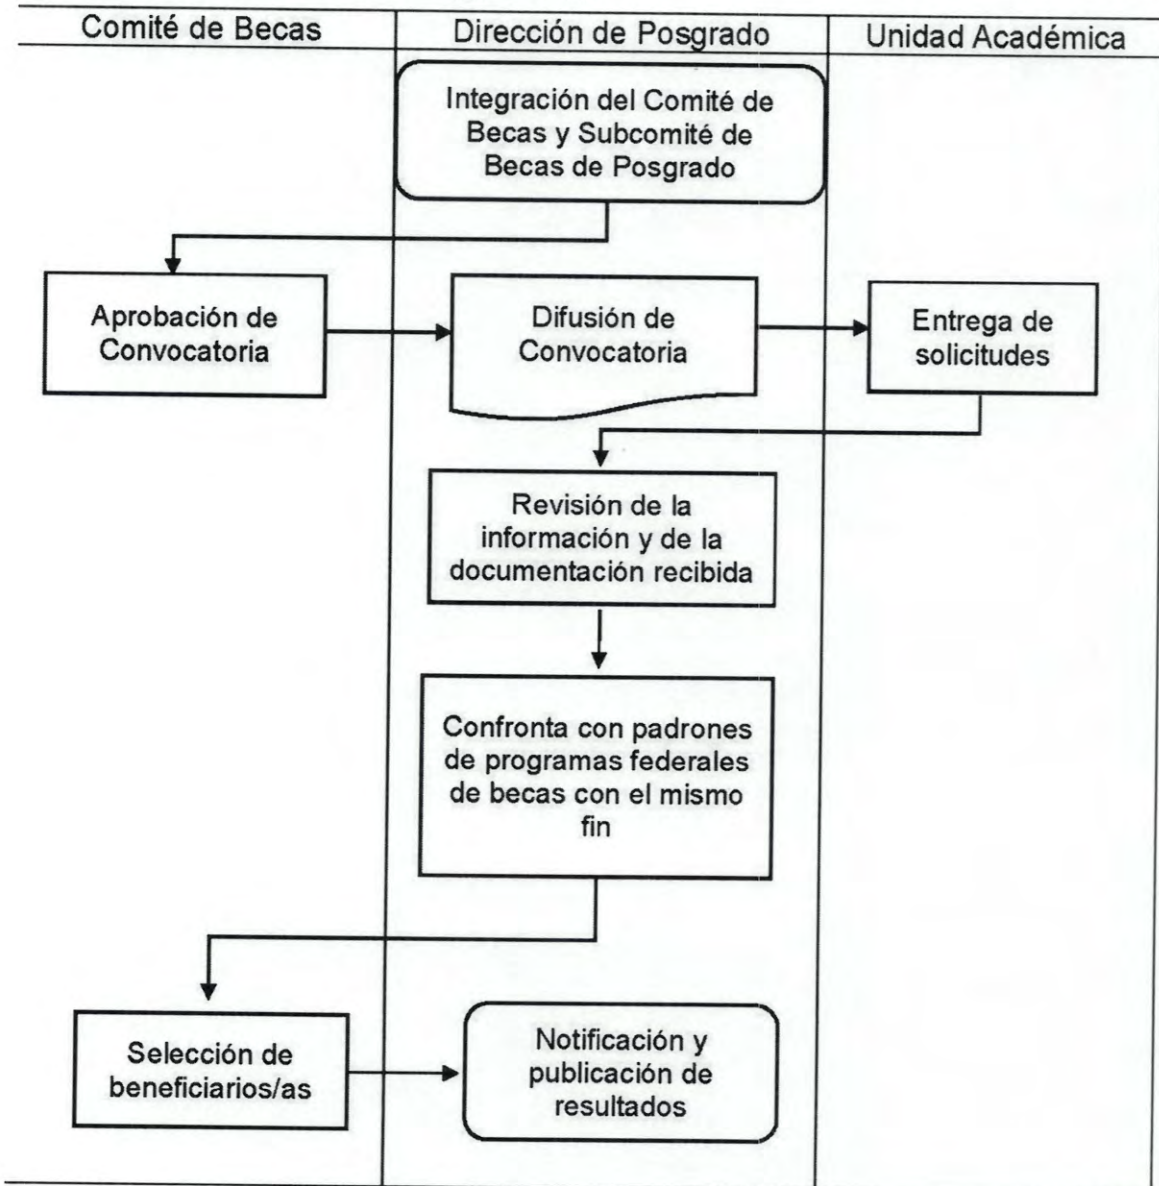 Comité de Becas
Dirección de Posgrado
Unidad Académica
Integración del Comité de
Becas y Subcomité de
Becas de Posgrado
Aprobación de
Convocatoria
Difusión de
Convocatoria
Entrega de
solicitudes
Revisión de la
información y de la
documentación recibida
Confronta con padrones
de programas federales
de becas con el mismo
fin
Selección de
beneficiarios/as
Notificación y
publicación de
resultados